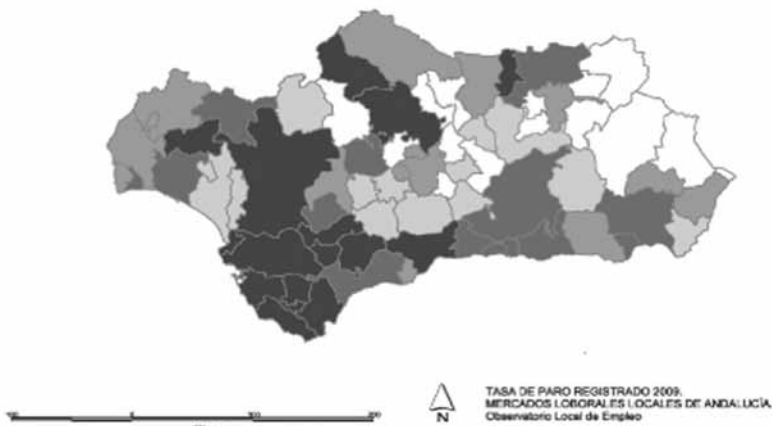 N
TASA DE PARO REGISTRADO 2009.
MERCADOS LOBORALES LOCALES DE ANDALUCÍA.
Observatorio Local de Empleo